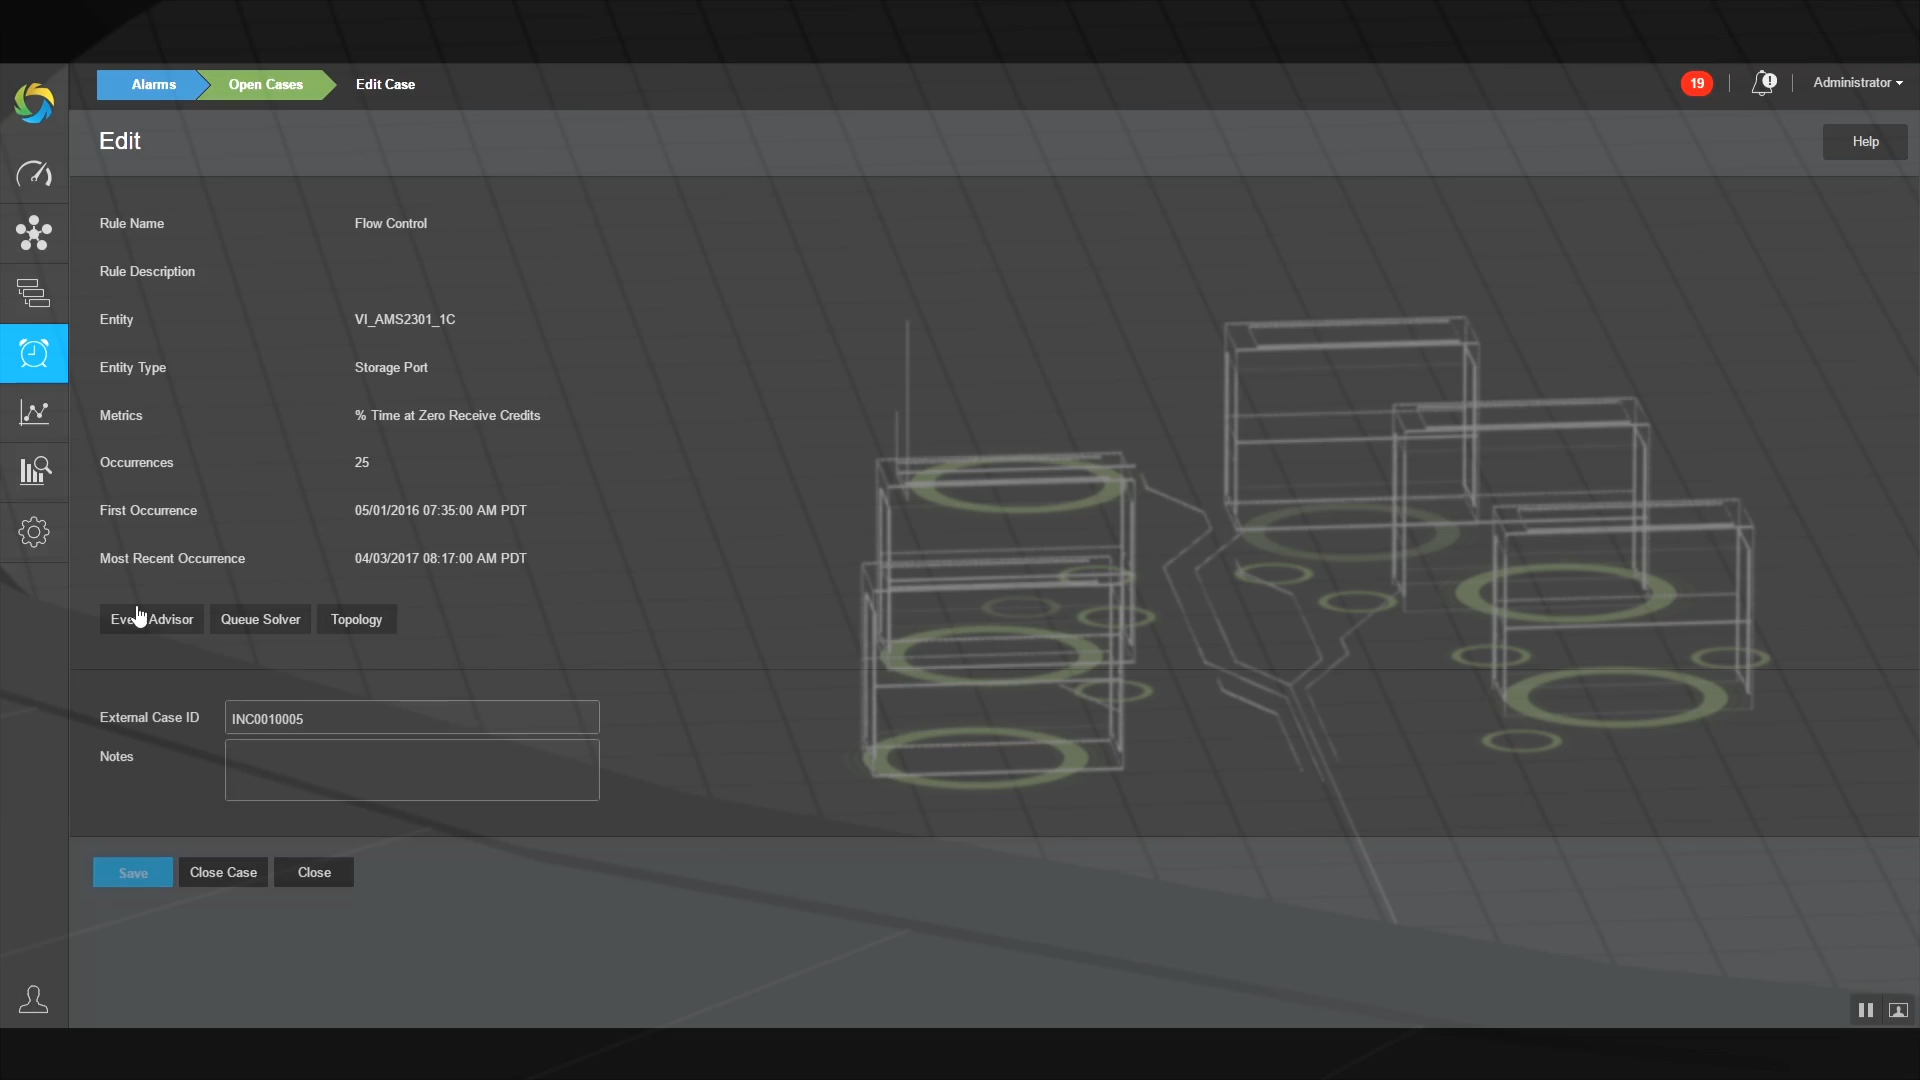 Alarms Open Cases Edit Case 19 Administrator
Edit Help
Rule Name Flow Control
Rule Description
Entity VI_AMS2301_1C
Entity Type Storage Port
Metrics % Time at Zero Receive Credits
Occurrences 25
First Occurrence 05/01/2016 07:35:00 AM PDT
Most Recent Occurrence 04/03/2017 08:17:00 AM PDT
Advisor Queue Solver Topology
External Case ID INC0010005
Notes
Save Close Case Close